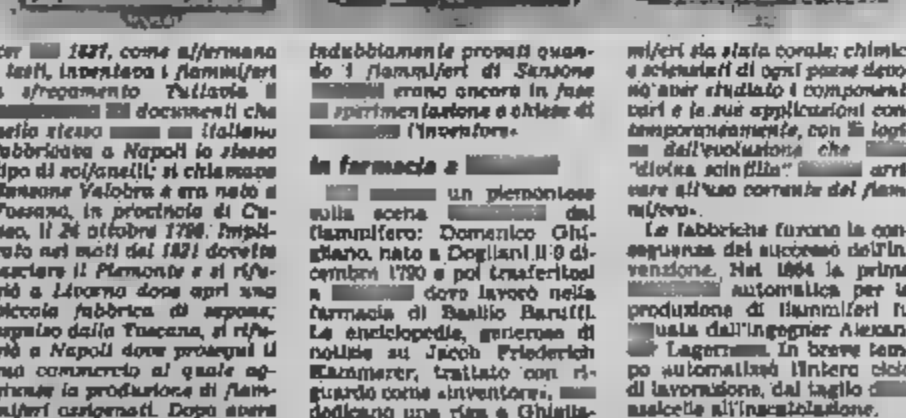 1831, come affermano
testi, inventava i fiammiferi
a sfregamento Tuttavia il
documenti che
nello stesso italiano
fabbricava a Napoli lo stesso
tipo di zolfanelli; si chiamava
Sansone Valobra e era nato a
Fossano, in provincia di Cu-
neo, il 24 ottobre 1796. Impli-
cato nei moti del 1821 dovette
lasciare il Piemonte e si rifu-
giò a Livorno dove aprì una
piccola fabbrica di sapone;
espulso dalla Toscana, si rifu-
giò a Napoli dove proseguì il
suo commercio al quale ag-
giunse la produzione di fiam-
miferi ossigenati. Dopo avere
indubbiamente provati quan-
do i fiammiferi di Sansone
erano ancora in fase
sperimentazione e chiese di
l'inventore»
In farmacia a
un piemontese
sulla scena del
fiammifero: Domenico Ghi-
gliano, nato a Dogliani il 9 di-
cembre 1790 e poi trasferitosi
a dove lavorò nella
farmacia di Basilio Barutti.
Le enciclopedie, generose di
notizie su Jacob Friederich
Kammerer, trattato con ri-
guardo come «inventore»,
dedicano una riga a Ghiglia-
miferi sia stata corale; chimici
e scienziati di ogni paese devo-
no aver studiato i componenti
vari e le sue applicazioni con-
temporaneamente, con logi-
dell'evoluzione che
"divina scintilla" arri-
vare all'uso corrente del fiam-
mifero».
Le fabbriche furono la con-
seguenza del successo dell'in-
venzione. Nel 1864 la prima
automatica per la
produzione di fiammiferi fu
dall'ingegner Alexan-
In breve tem-
po automatizzò l'intero ciclo
di lavorazione, dal taglio
assicelle all'inscatolazione.